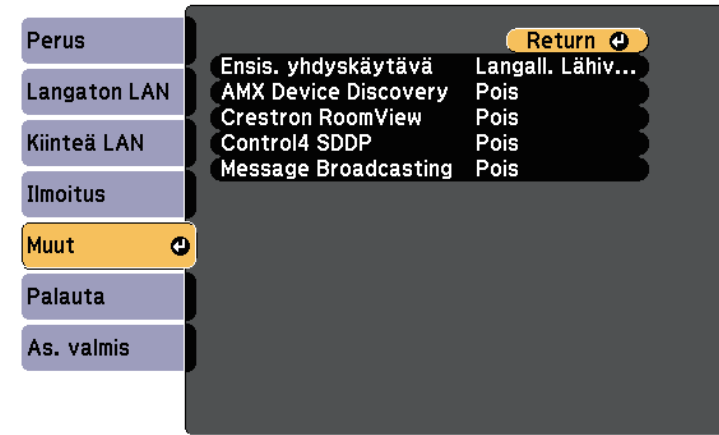 Perus
Langaton LAN
Kiinteä LAN
Ilmoitus
Muut
Palauta
As. valmis
Return
Ensis. yhdyskäytävä Langall. Lähiv...
AMX Device Discovery Pois
Crestron RoomView Pois
Control4 SDDP Pois
Message Broadcasting Pois